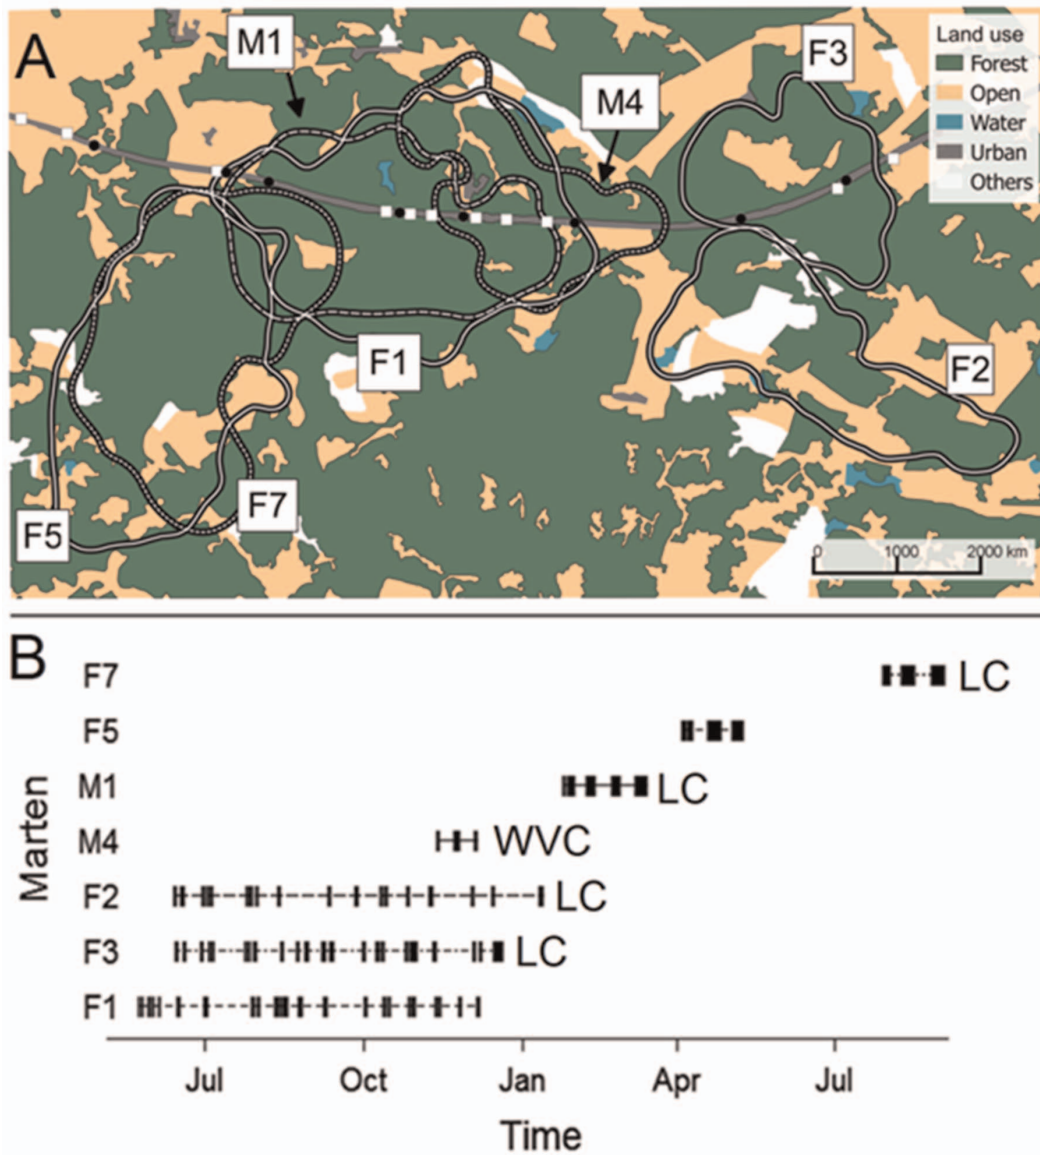 A
M1
M4
F3
Land use
Forest
Open
Water
Urban
Others
F1
F2
F5
F7
0 1000 2000 km
B
Marten
F7 LC
F5
M1 LC
M4 WVC
F2 LC
F3 LC
F1
Jul Oct Jan Apr Jul
Time